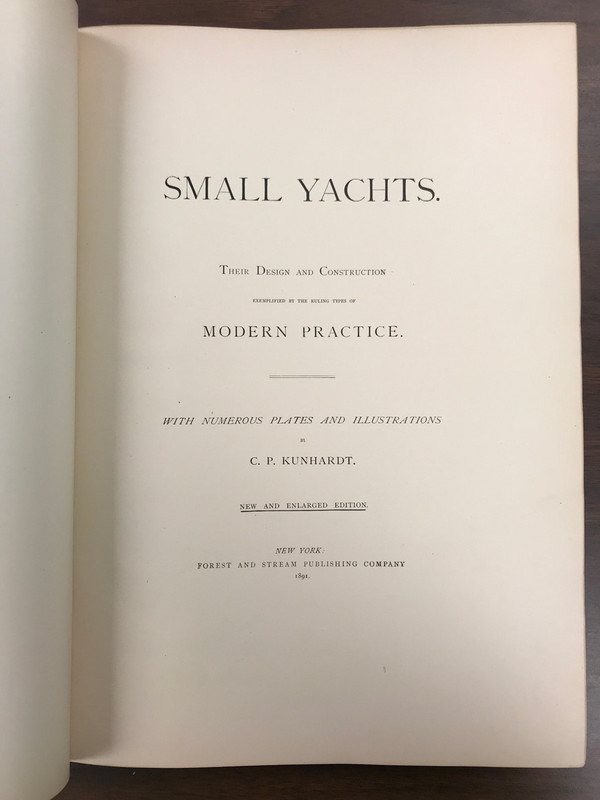 SMALL YACHTS.
THEIR DESIGN AND CONSTRUCTION
EXEMPLIFIED BY THE RULING TYPES OF
MODERN PRACTICE.
WITH NUMEROUS PLATES AND ILLUSTRATIONS
BY
C. P. KUNHARDT.
NEW AND ENLARGED EDITION.
NEW YORK:
FOREST AND STREAM PUBLISHING COMPANY
1891.